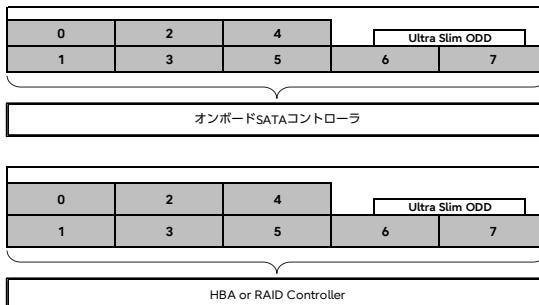 0 2 4 Ultra Slim ODD
1 3 5 6 7
オンボードSATAコントローラ
0 2 4 Ultra Slim ODD
1 3 5 6 7
HBA or RAID Controller